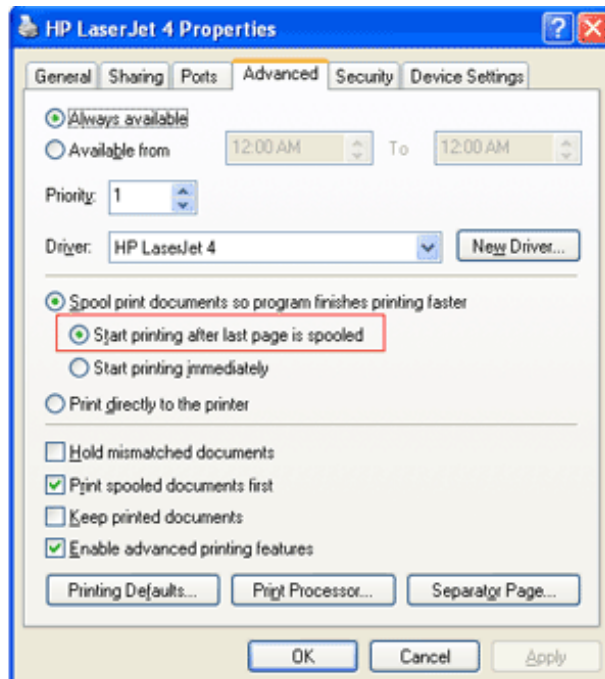 HP LaserJet 4 Properties
General Sharing Ports Advanced Security Device Settings
Always available
Available from 12:00 AM To 12:00 AM
Priority: 1
Driver: HP LaserJet 4 New Driver...
Spool print documents so program finishes printing faster
Start printing after last page is spooled
Start printing immediately
Print directly to the printer
Hold mismatched documents
Print spooled documents first
Keep printed documents
Enable advanced printing features
Printing Defaults... Print Processor... Separator Page...
OK Cancel Apply